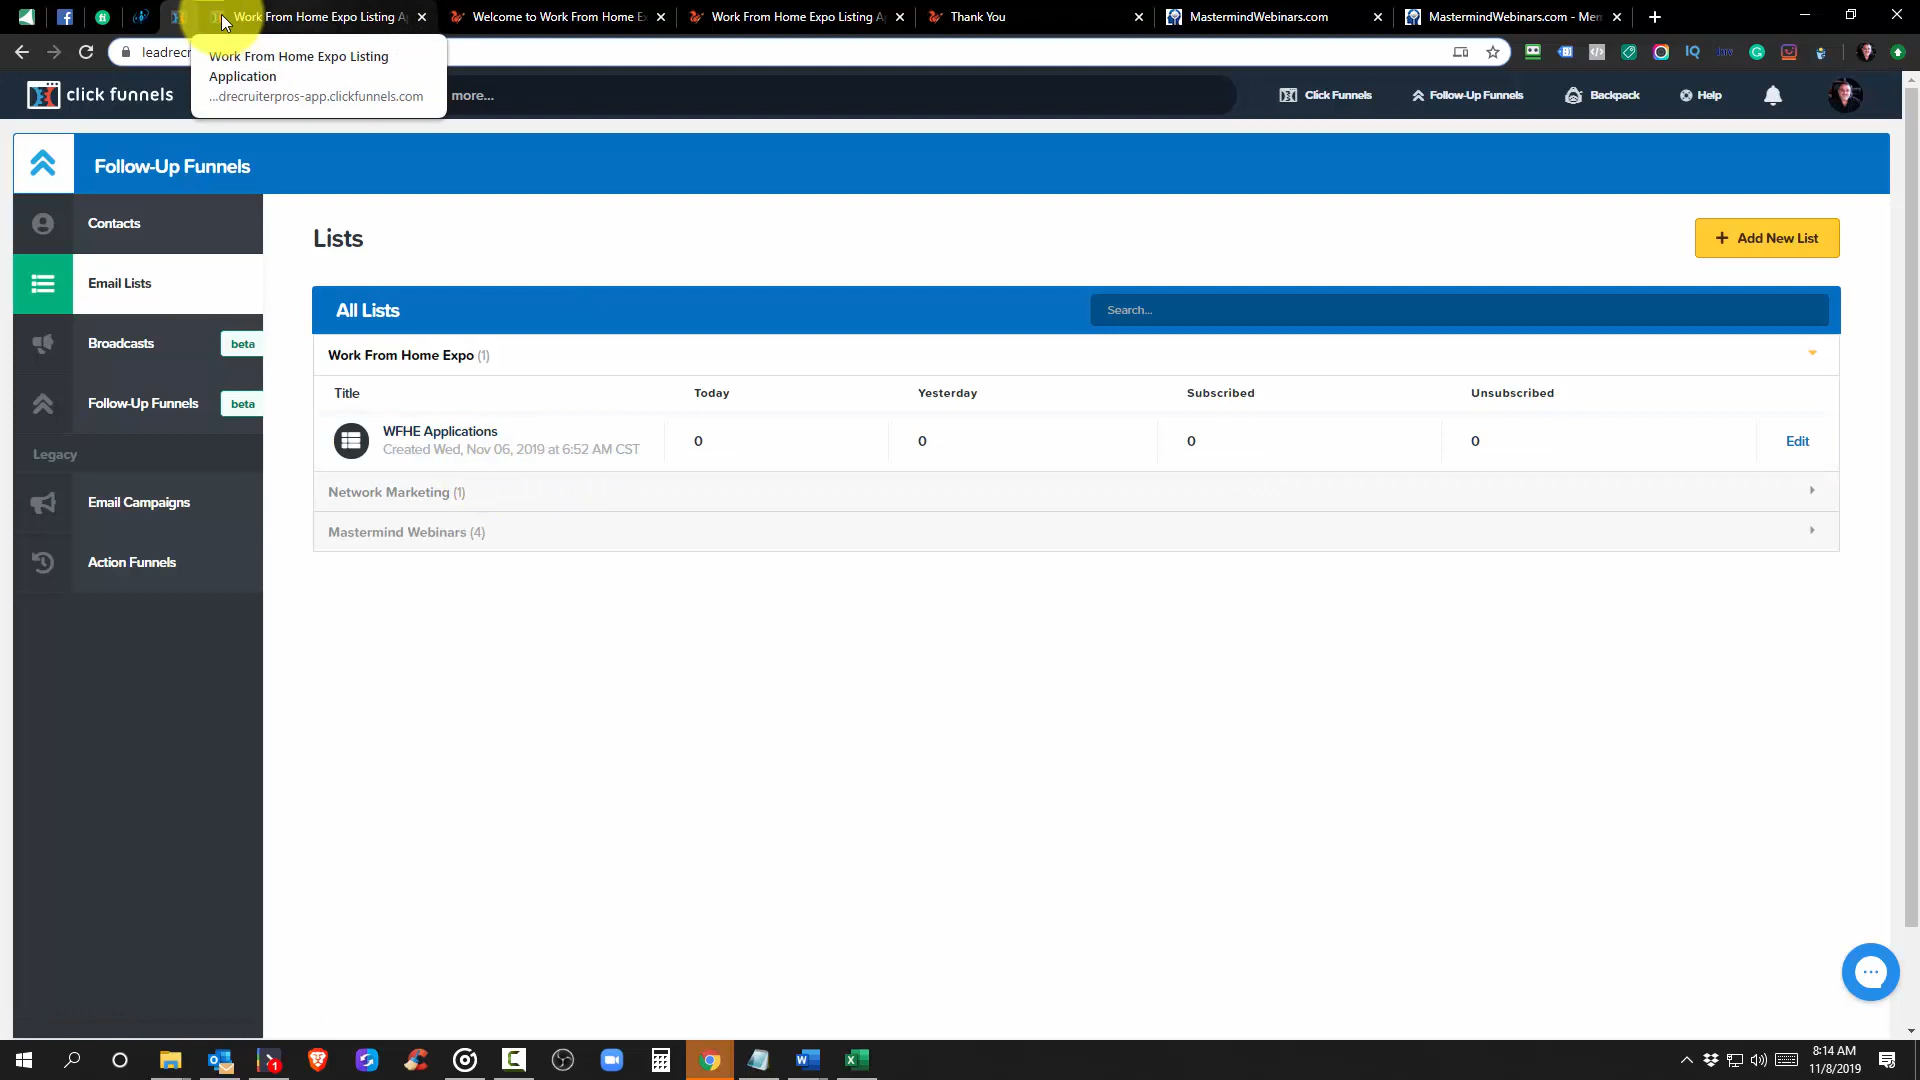 Work From Home Expo Listing A
Welcome to Work From Home E
Work From Home Expo Listing A
Thank You
MastermindWebinars.com
MastermindWebinars.com - Mem
leadrecr
Work From Home Expo Listing
Application
...drecruiterpros-app.clickfunnels.com
click funnels
more...
Click Funnels
Follow-Up Funnels
Backpack
Help
Follow-Up Funnels
Contacts
Email Lists
Broadcasts
beta
Follow-Up Funnels
beta
Legacy
Email Campaigns
Action Funnels
Lists
+ Add New List
All Lists
Search...
Work From Home Expo (1)
Title Today Yesterday Subscribed Unsubscribed
WFHE Applications
Created Wed, Nov 06, 2019 at 6:52 AM CST
0 0 0 0 Edit
Network Marketing (1)
Mastermind Webinars (4)
1
8:14 AM
11/8/2019